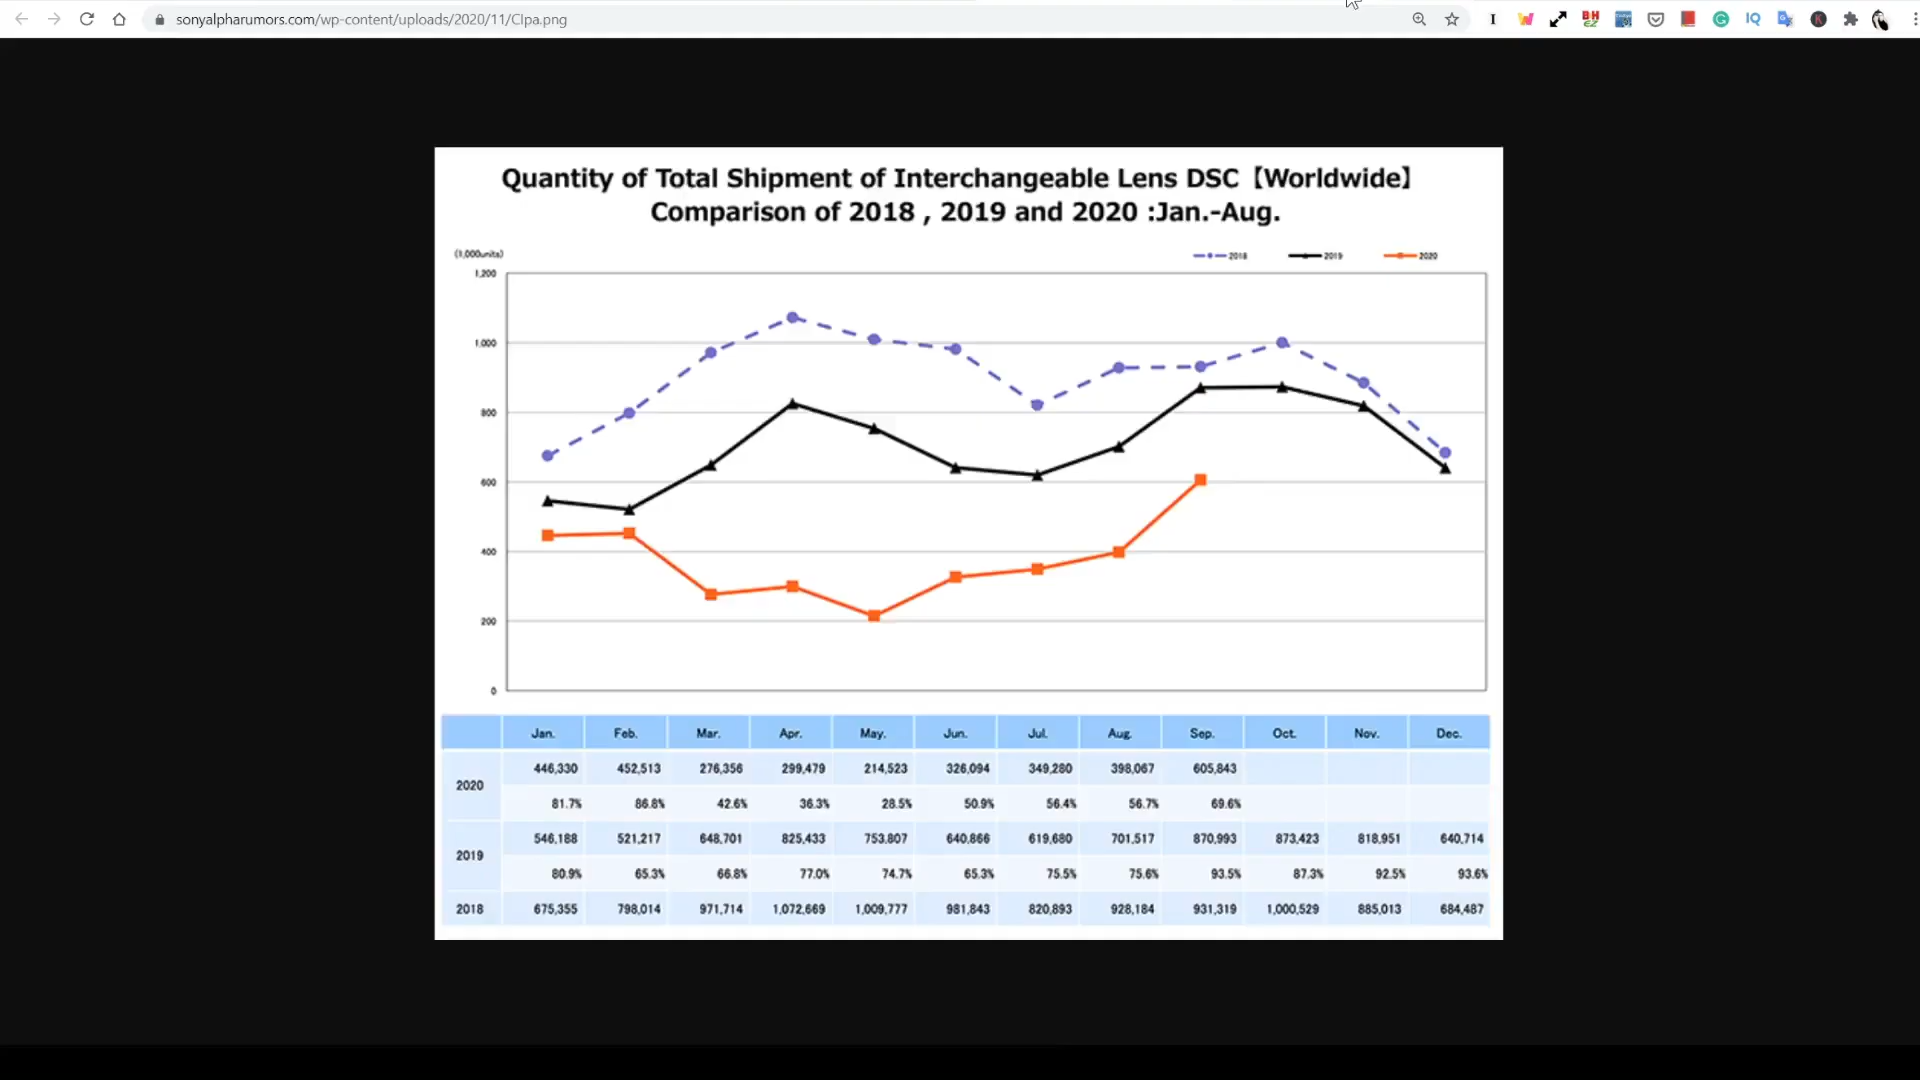 sonyalpharumors.com/wp-content/uploads/2020/11/CIpa.png
Quantity of Total Shipment of Interchangeable Lens DSC【Worldwide】
Comparison of 2018 , 2019 and 2020 :Jan.-Aug.
(1,000units)
2018 2019 2020
1,200
1,000
800
600
400
200
0
Jan. Feb. Mar. Apr. May. Jun. Jul. Aug. Sep. Oct. Nov. Dec.
2020
446,330 452,513 276,356 299,479 214,523 326,094 349,280 398,067 605,843
81.7% 86.8% 42.6% 36.3% 28.5% 50.9% 56.4% 56.7% 69.6%
2019
546,188 521,217 648,701 825,433 753,807 640,866 619,680 701,517 870,993 873,423 818,951 640,714
80.9% 65.3% 66.8% 77.0% 74.7% 65.3% 75.5% 75.6% 93.5% 87.3% 92.5% 93.6%
2018 675,355 798,014 971,714 1,072,669 1,009,777 981,843 820,893 928,184 931,319 1,000,529 885,013 684,487